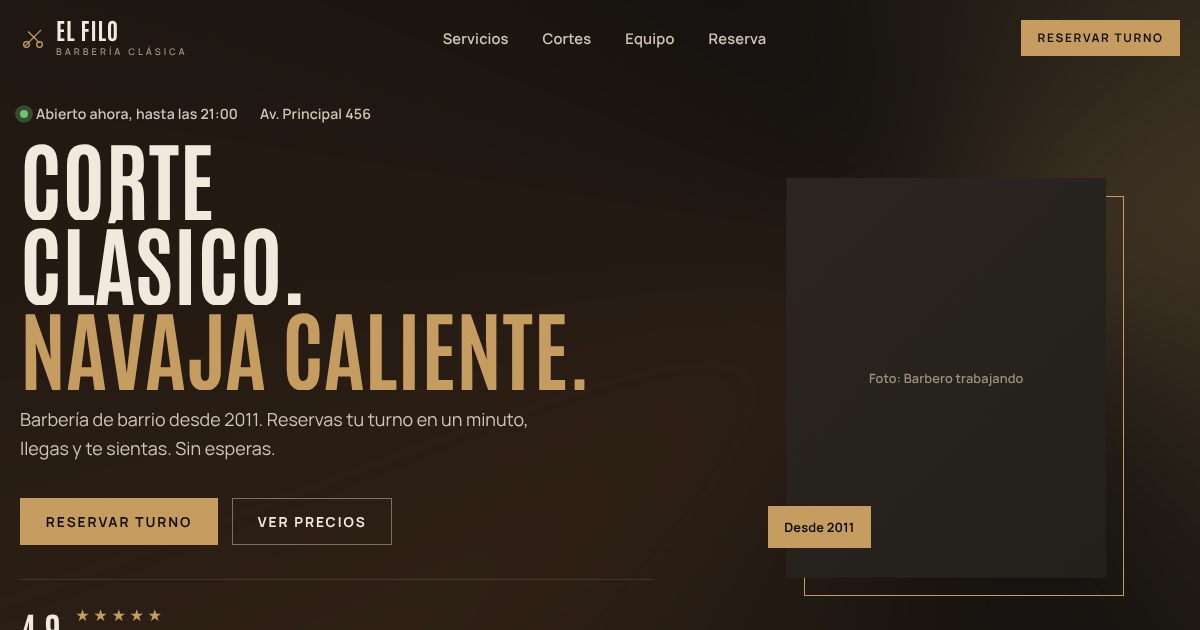 EL FILO
BARBERÍA CLÁSICA
Servicios
Cortes
Equipo
Reserva
RESERVAR TURNO
Abierto ahora, hasta las 21:00
Av. Principal 456
CORTE
CLÁSICO.
NAVAJA CALIENTE.
Barbería de barrio desde 2011. Reservas tu turno en un minuto,
llegas y te sientas. Sin esperas.
RESERVAR TURNO
VER PRECIOS
Foto: Barbero trabajando
Desde 2011
4.9